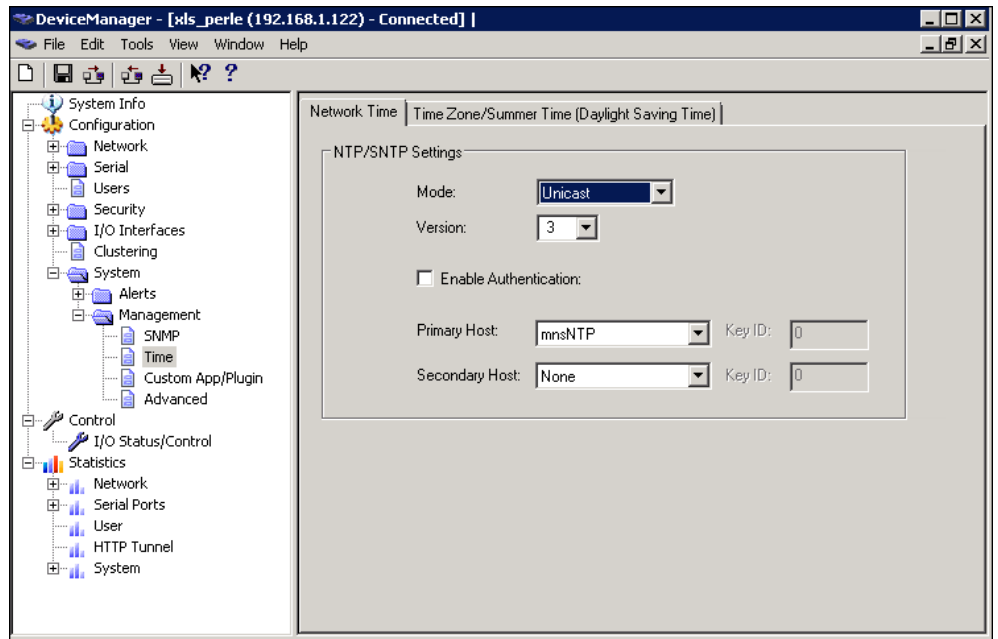 DeviceManager - [xls_perle (192.168.1.122) - Connected] |
File Edit Tools View Window Help
System Info
Configuration
Network
Serial
Users
Security
I/O Interfaces
Clustering
System
Alerts
Management
SNMP
Time
Custom App/Plugin
Advanced
Control
I/O Status/Control
Statistics
Network
Serial Ports
User
HTTP Tunnel
System
Network Time Time Zone/Summer Time (Daylight Saving Time)
NTP/SNTP Settings
Mode: Unicast
Version: 3
Enable Authentication:
Primary Host: mnsNTP Key ID: 0
Secondary Host: None Key ID: 0